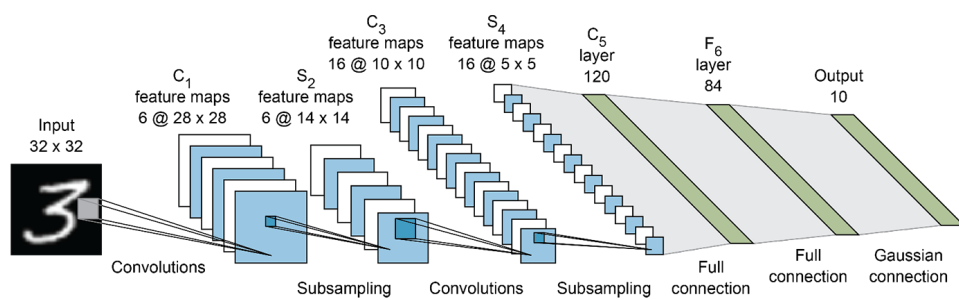 Input
32 x 32
C1
feature maps
6 @ 28 x 28
S2
feature maps
6 @ 14 x 14
C3
feature maps
16 @ 10 x 10
S4
feature maps
16 @ 5 x 5
C5
layer
120
F6
layer
84
Output
10
3
Convolutions
Subsampling
Convolutions
Subsampling
Full
connection
Full
connection
Gaussian
connection